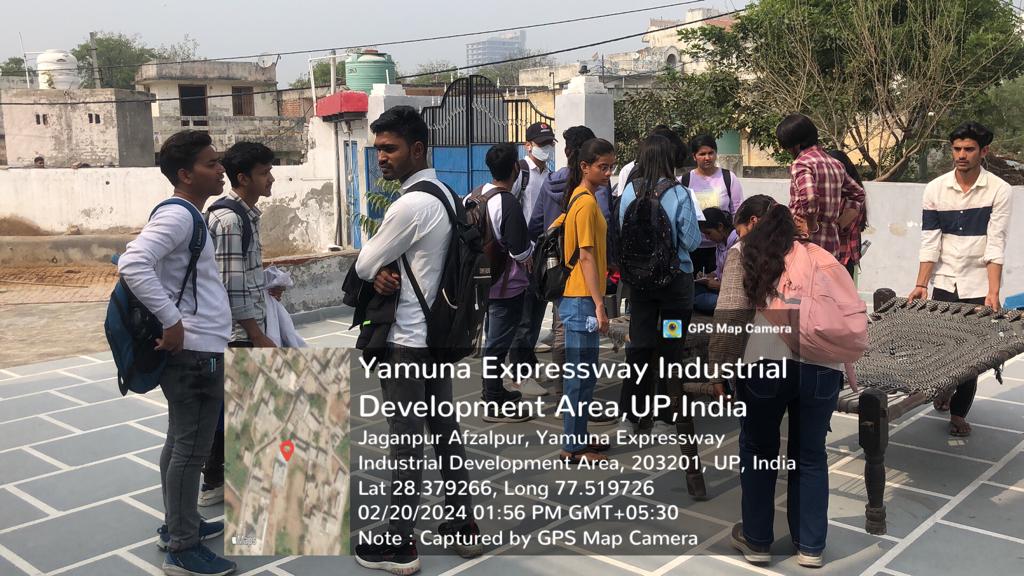 GPS Map Camera
Yamuna Expressway Industrial
Development Area,UP,India
Jaganpur Afzalpur, Yamuna Expressway
Industrial Development Area, 203201, UP, India
Lat 28.379266, Long 77.519726
02/20/2024 01:56 PM GMT+05:30
Note : Captured by GPS Map Camera
Maps